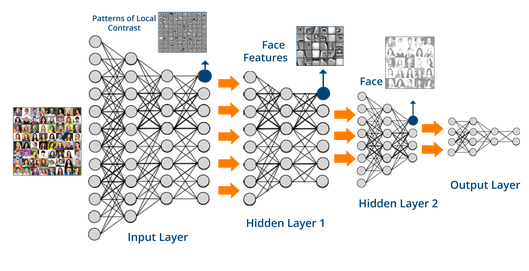 Patterns of Local
Contrast
Face
Features
Face
Input Layer
Hidden Layer 1
Hidden Layer 2
Output Layer